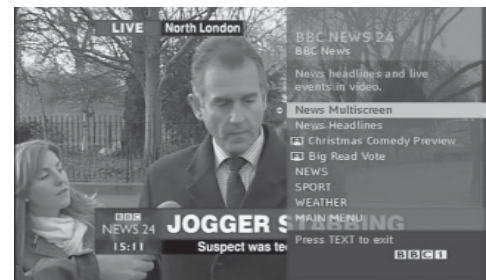 LIVE North London
BBC NEWS 24
BBC News
News headlines and live
events in video.
News Multiscreen
News Headlines
Christmas Comedy Preview
Big Read Vote
NEWS
SPORT
WEATHER
MAIN MENU
Press TEXT to exit
BBC 1
BBC
NEWS 24
15:11
JOGGER STABBING
Suspect was